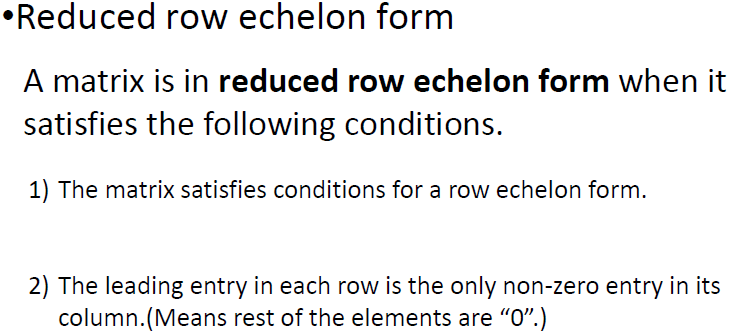 •Reduced row echelon form
A matrix is in reduced row echelon form when it
satisfies the following conditions.
1) The matrix satisfies conditions for a row echelon form.
2) The leading entry in each row is the only non-zero entry in its
column.(Means rest of the elements are “0”.)